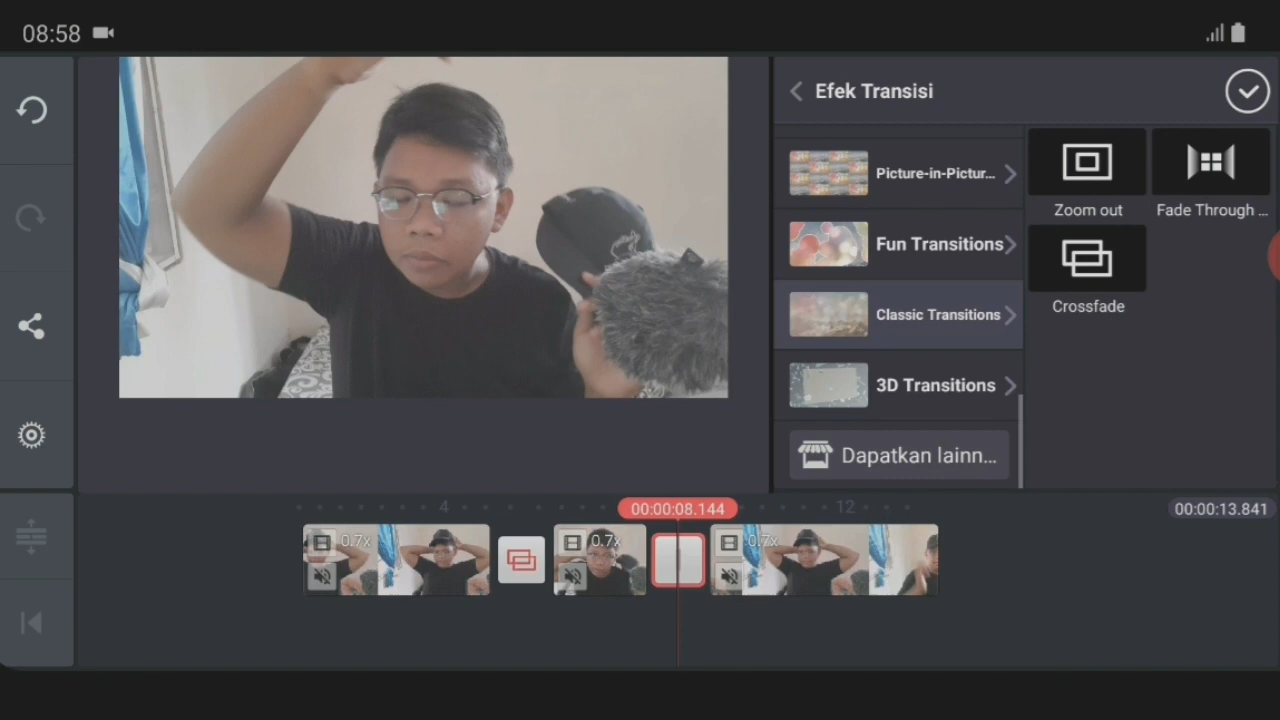 08:58
Efek Transisi
Picture-in-Pictur...
Fun Transitions
Classic Transitions
3D Transitions
Dapatkan lainn...
Zoom out
Fade Through ...
Crossfade
4
00:00:08.144
12
00:00:13.841
0.7x
0.7x
0.7x